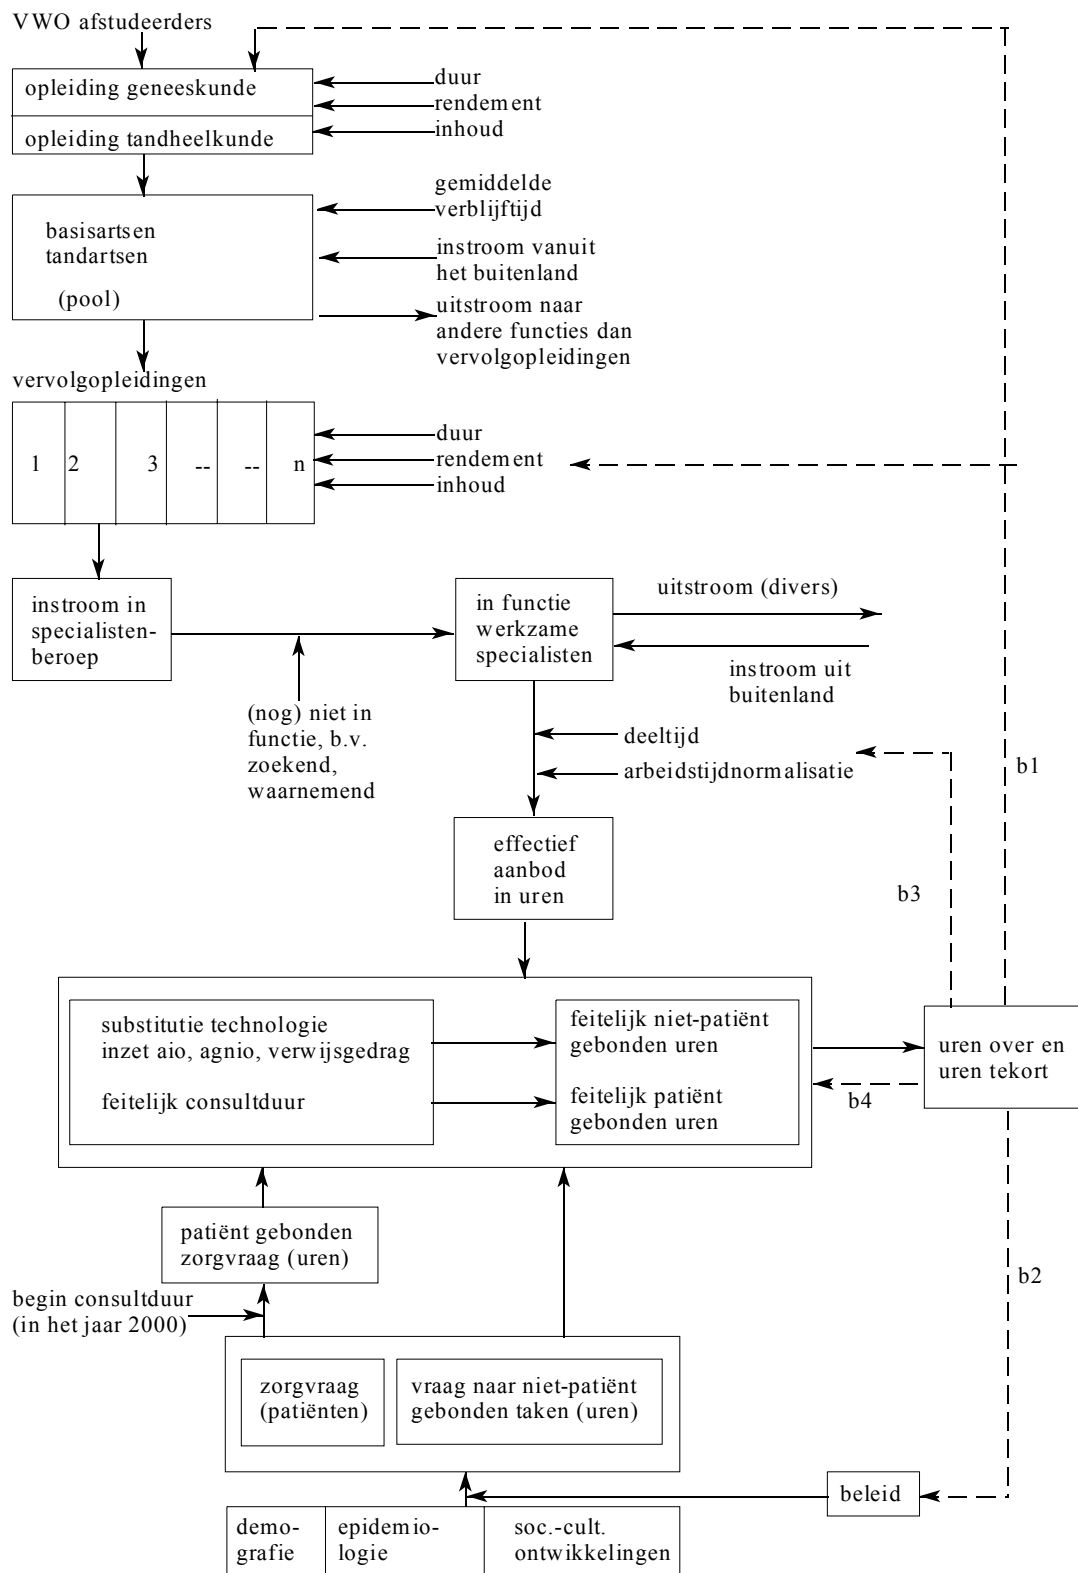 VWO afstudeerders
opleiding geneeskunde
opleiding tandheelkunde
duur
rendement
inhoud
basisartsen
tandartsen
(pool)
gemiddelde
verblijftijd
instroom vanuit
het buitenland
uitstroom naar
andere functies dan
vervolgopleidingen
vervolgopleidingen
1 2 3 -- -- n
duur
rendement
inhoud
instroom in
specialisten-
beroep
(nog) niet in
functie, b.v.
zoekend,
waarnemend
in functie
werkzame
specialisten
uitstroom (divers)
instroom uit
buitenland
deeltijd
arbeidstijdnormalisatie
b1
b3
effectief
aanbod
in uren
substitutie technologie
inzet aio, agnio, verwijsgedrag
feitelijk consultduur
feitelijk niet-patiënt
gebonden uren
feitelijk patiënt
gebonden uren
uren over en
uren tekort
b4
patiënt gebonden
zorgvraag (uren)
b2
begin consultduur
(in het jaar 2000)
zorgvraag
(patiënten)
vraag naar niet-patiënt
gebonden taken (uren)
beleid
demo-
grafie
epidemio-
logie
soc.-cult.
ontwikkelingen